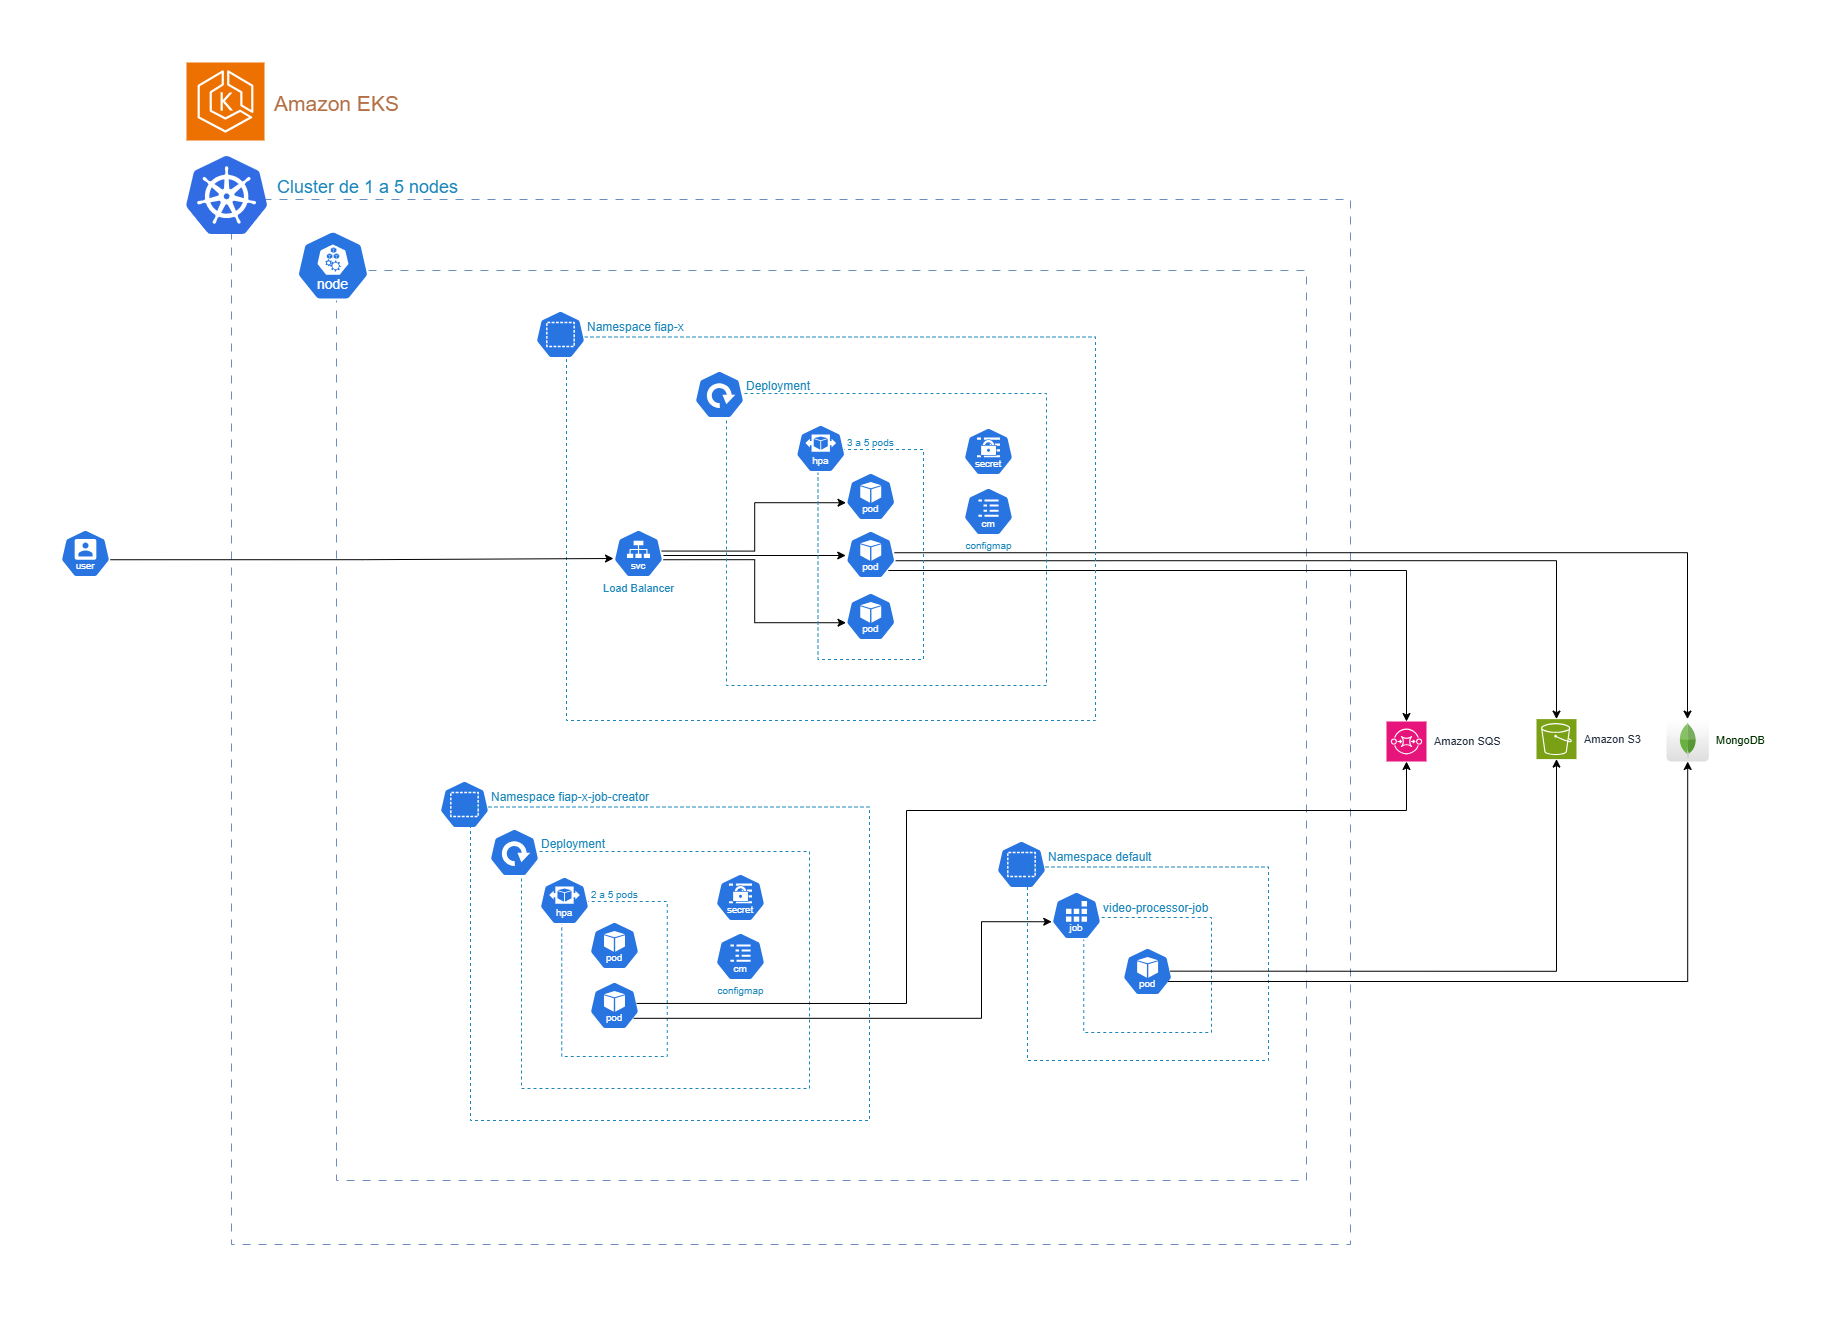 Amazon EKS
Cluster de 1 a 5 nodes
node
Namespace fiap-x
Deployment
hpa
3 a 5 pods
secret
pod
cm
configmap
user
svc
Load Balancer
pod
pod
Amazon SQS
Amazon S3
MongoDB
Namespace fiap-x-job-creator
Deployment
hpa
2 a 5 pods
secret
pod
cm
configmap
pod
Namespace default
job
video-processor-job
pod